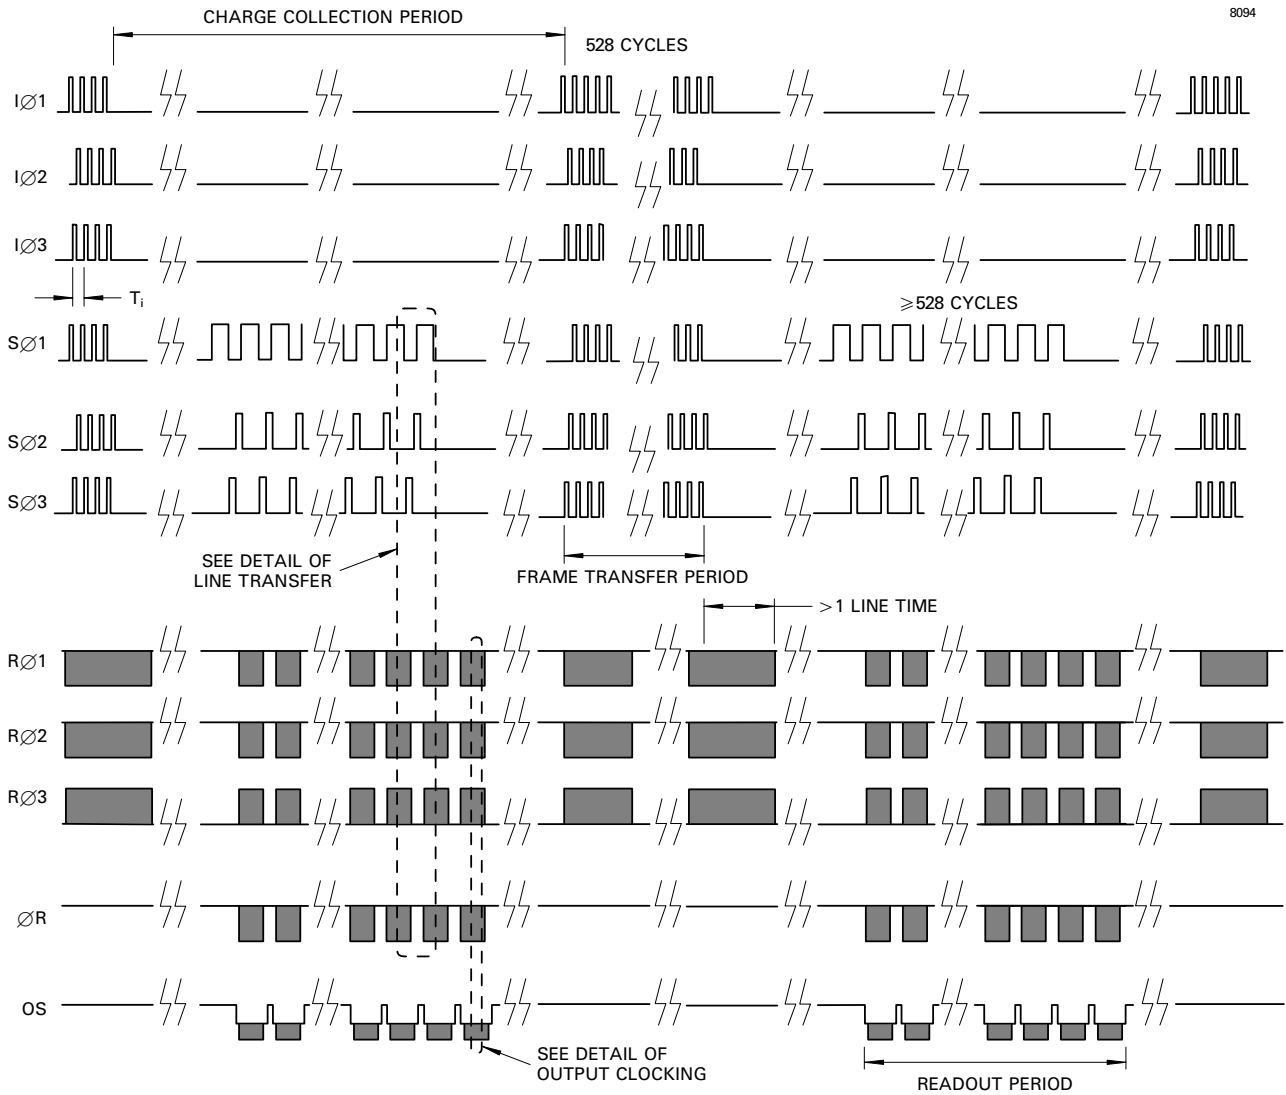 8094
CHARGE COLLECTION PERIOD
528 CYCLES
I∅1
I∅2
I∅3
Tᵢ
⩾528 CYCLES
S∅1
S∅2
S∅3
SEE DETAIL OF
LINE TRANSFER
FRAME TRANSFER PERIOD
>1 LINE TIME
R∅1
R∅2
R∅3
∅R
OS
SEE DETAIL OF
OUTPUT CLOCKING
READOUT PERIOD